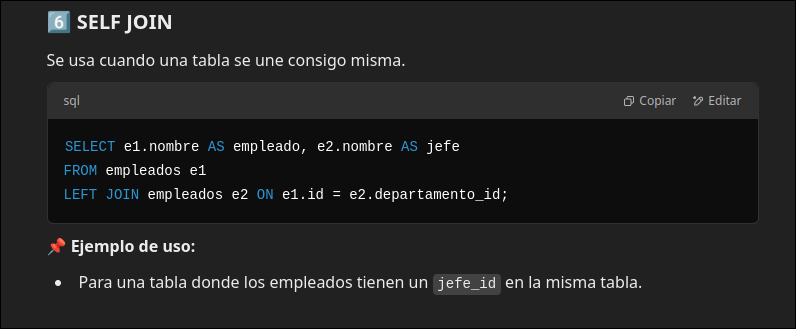 6️⃣ SELF JOIN
Se usa cuando una tabla se une consigo misma.
sql Copiar Editar
SELECT e1.nombre AS empleado, e2.nombre AS jefe
FROM empleados e1
LEFT JOIN empleados e2 ON e1.id = e2.departamento_id;
📌 Ejemplo de uso:
• Para una tabla donde los empleados tienen un jefe_id en la misma tabla.